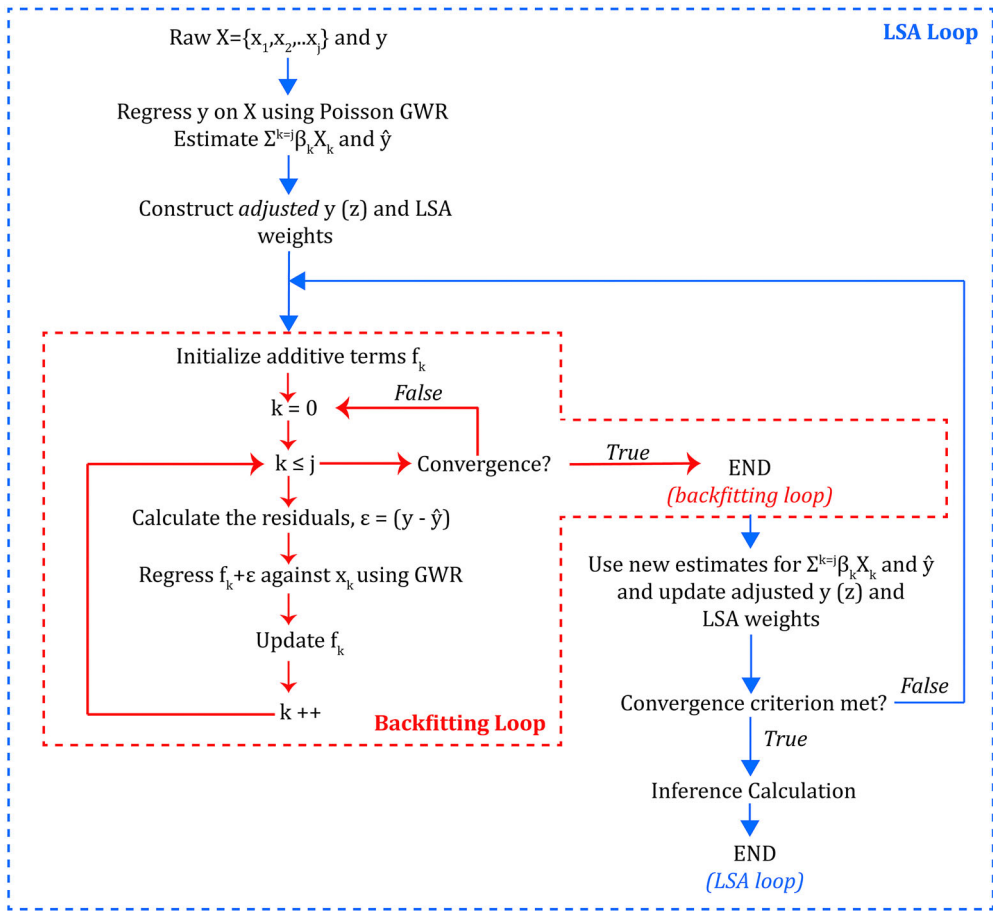 LSA Loop
Raw X={x₁,x₂,..xⱼ} and y
Regress y on X using Poisson GWR
Estimate Σᵏ⁼ʲβₖXₖ and ŷ
Construct adjusted y (z) and LSA
weights
Initialize additive terms fₖ
False
k = 0
k ≤ j
Convergence?
True
END
(backfitting loop)
Calculate the residuals, ε = (y - ŷ)
Regress fₖ+ε against xₖ using GWR
Update fₖ
k ++
Backfitting Loop
Use new estimates for Σᵏ⁼ʲβₖXₖ and ŷ
and update adjusted y (z) and
LSA weights
Convergence criterion met?
False
True
Inference Calculation
END
(LSA loop)